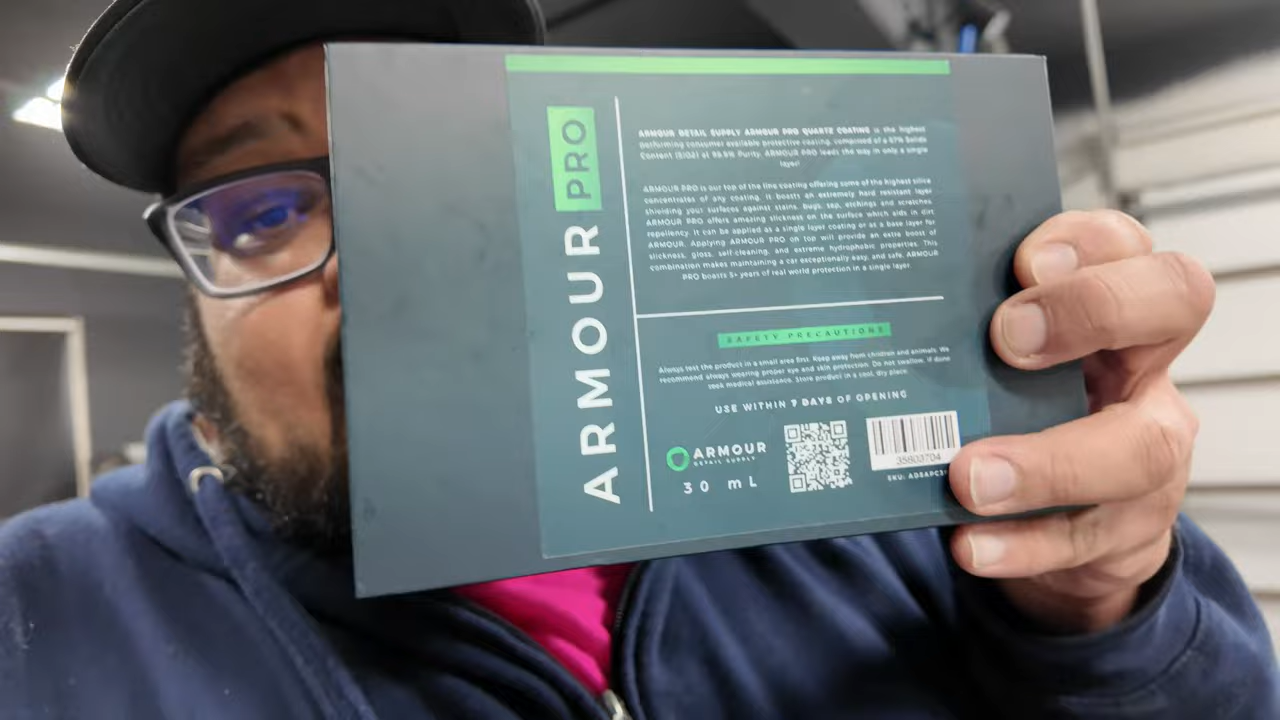 ARMOUR PRO
ARMOUR DETAIL SUPPLY ARMOUR PRO QUARTZ COATING is the highest
performing consumer available protective coating, comprised of a 87% Solids
Content (SiO2) at 99.9% Purity. ARMOUR PRO leads the way in only a single
layer!
ARMOUR PRO is our top of the line coating offering some of the highest silica
concentrates of any coating. It boasts an extremely hard resistant layer
shielding your surfaces against stains, bugs, sap, etchings and scratches.
ARMOUR PRO offers amazing slickness on the surface which aids in dirt
repellency. It can be applied as a single layer coating or as a base layer for
ARMOUR. Applying ARMOUR PRO on top will provide an extra boost of
slickness, gloss, self-cleaning, and extreme hydrophobic properties. This
combination makes maintaining a car exceptionally easy, and safe. ARMOUR
PRO boasts 5+ years of real world protection in a single layer.
SAFETY PRECAUTIONS
Always test the product in a small area first. Keep away from children and animals. We
recommend always wearing proper eye and skin protection. Do not swallow, if done
seek medical assistance. Store product in a cool, dry place.
USE WITHIN 7 DAYS OF OPENING
ARMOUR
DETAIL SUPPLY
30 mL
35603704
SKU: